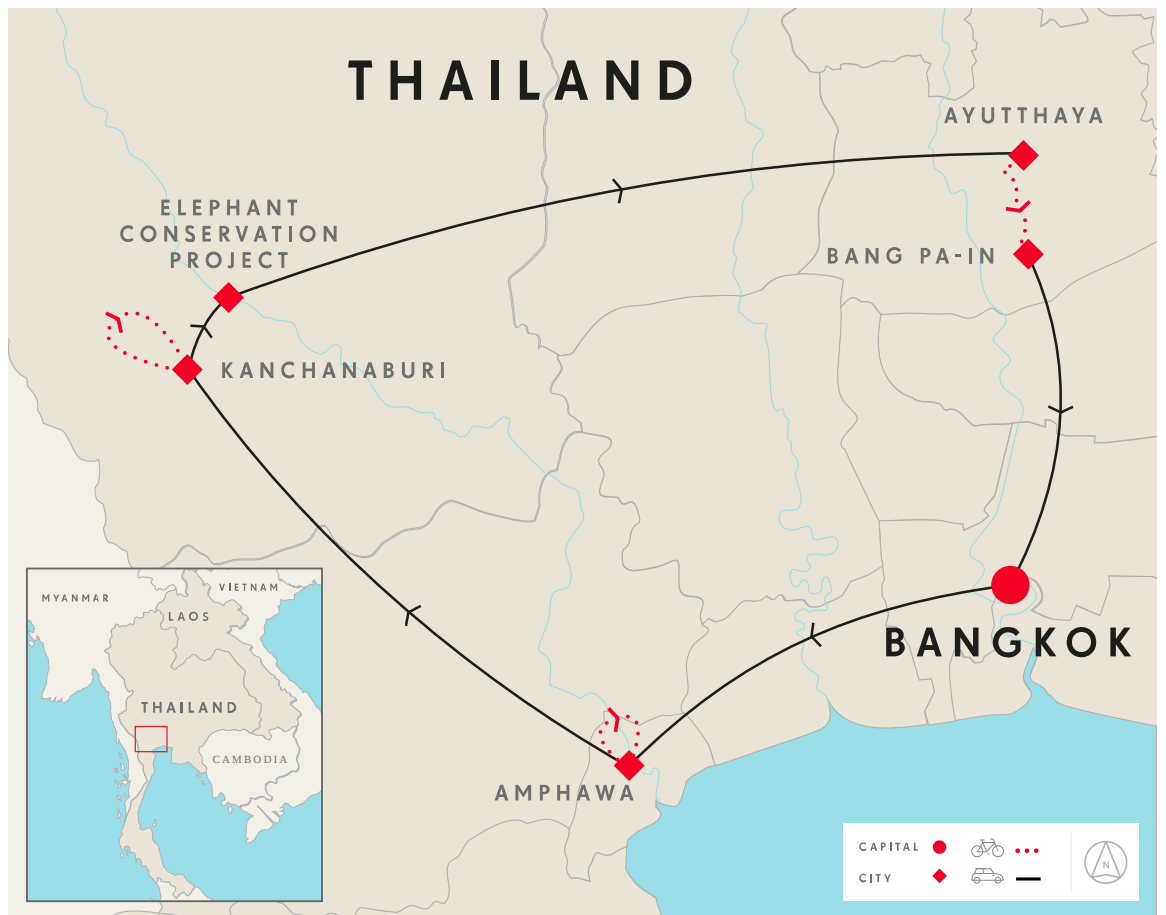 THAILAND
AYUTTHAYA
ELEPHANT
CONSERVATION
PROJECT
BANG PA-IN
KANCHANABURI
BANGKOK
AMPHAWA
MYANMAR
VIETNAM
LAOS
THAILAND
CAMBODIA
CAPITAL
CITY
N